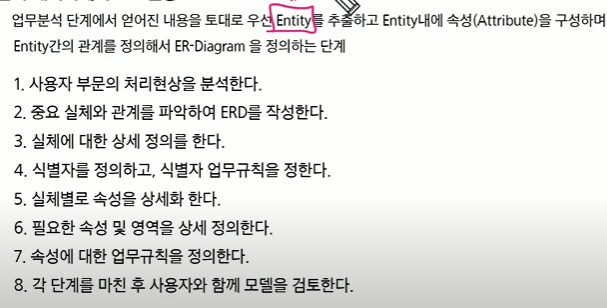 업무분석 단계에서 얻어진 내용을 토대로 우선 Entity를 추출하고 Entity내에 속성(Attribute)을 구성하며
Entity간의 관계를 정의해서 ER-Diagram 을 정의하는 단계
1. 사용자 부문의 처리현상을 분석한다.
2. 중요 실체와 관계를 파악하여 ERD를 작성한다.
3. 실체에 대한 상세 정의를 한다.
4. 식별자를 정의하고, 식별자 업무규칙을 정한다.
5. 실체별로 속성을 상세화 한다.
6. 필요한 속성 및 영역을 상세 정의한다.
7. 속성에 대한 업무규칙을 정의한다.
8. 각 단계를 마친 후 사용자와 함께 모델을 검토한다.